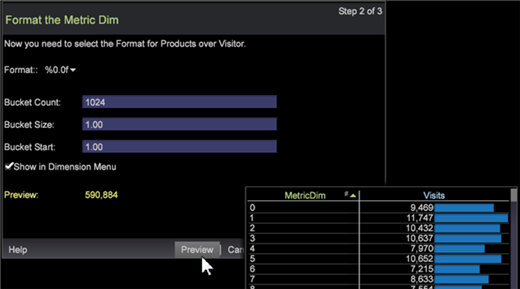 Step 2 of 3
Format the Metric Dim
Now you need to select the Format for Products over Visitor.
Format:: %0.0f
Bucket Count: 1024
Bucket Size: 1.00
Bucket Start: 1.00
Show in Dimension Menu
Preview: 590,884
Help Preview Can
MetricDim # Visits
0 9,469
1 11,747
2 10,432
3 10,637
4 7,970
5 10,652
6 7,215
7 8,633
8 7,554